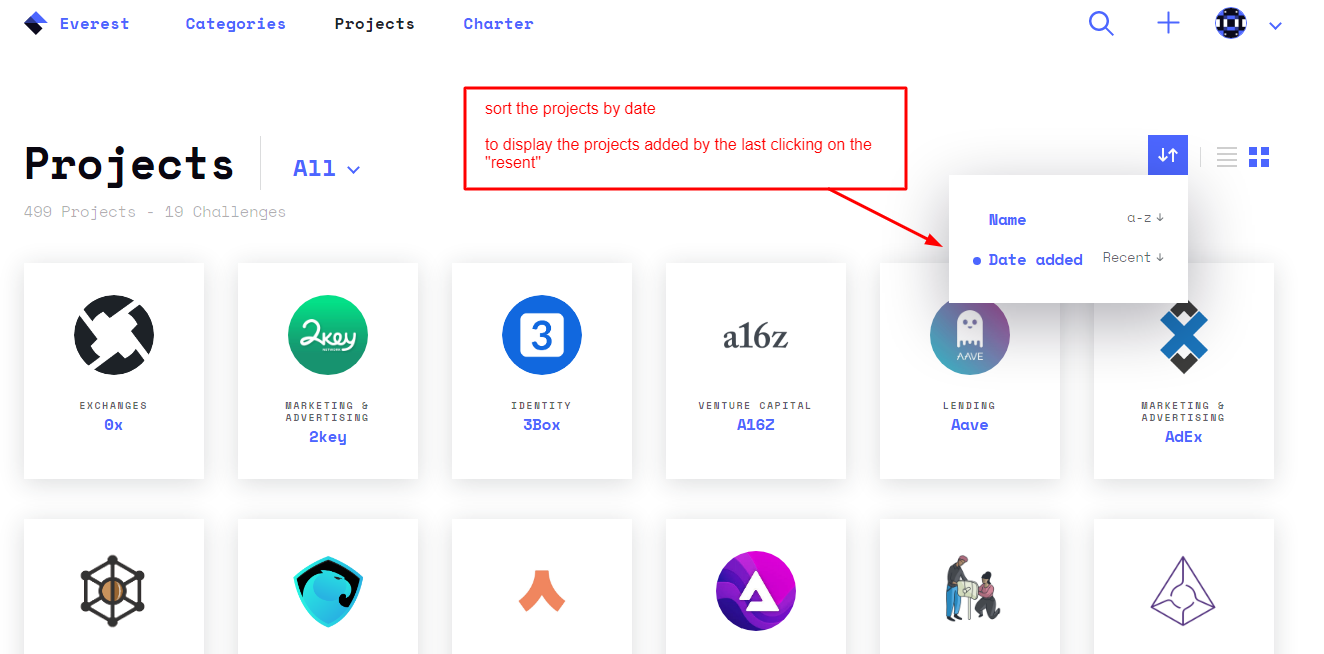 Everest Categories Projects Charter
sort the projects by date
to display the projects added by the last clicking on the
"resent"
Projects All
499 Projects - 19 Challenges
Name a-z ↓
Date added Recent ↓
2key
NETWORK
3
a16z
AAVE
EXCHANGES
0x
MARKETING &
ADVERTISING
2key
IDENTITY
3Box
VENTURE CAPITAL
A16Z
LENDING
Aave
MARKETING &
ADVERTISING
AdEx